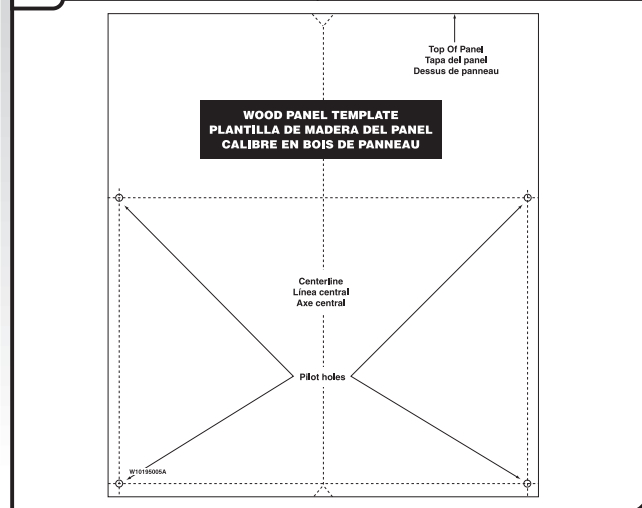 Top Of Panel
Tapa del panel
Dessus de panneau
WOOD PANEL TEMPLATE
PLANTILLA DE MADERA DEL PANEL
CALIBRE EN BOIS DE PANNEAU
Centerline
Línea central
Axe central
Pilot holes
W10195005A